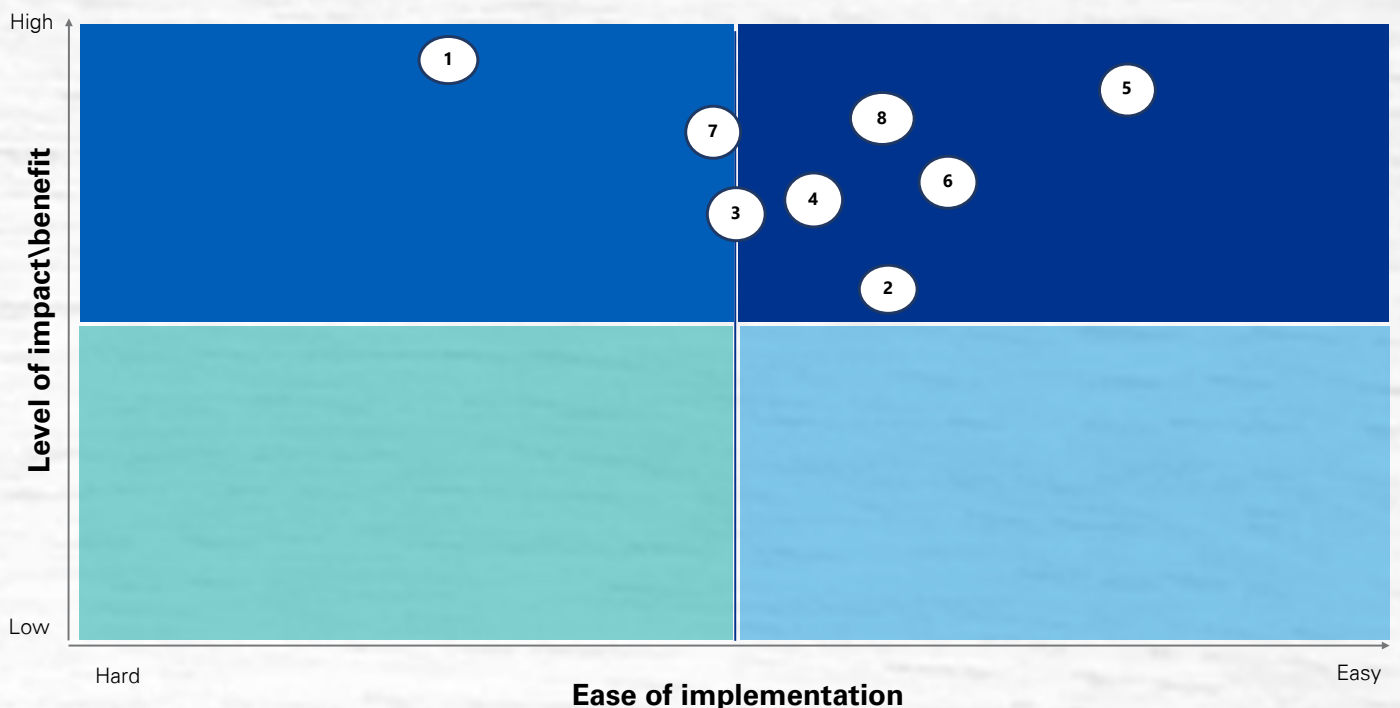 High
1
5
8
7
6
4
3
2
Level of impact\benefit
Low
Hard
Easy
Ease of implementation